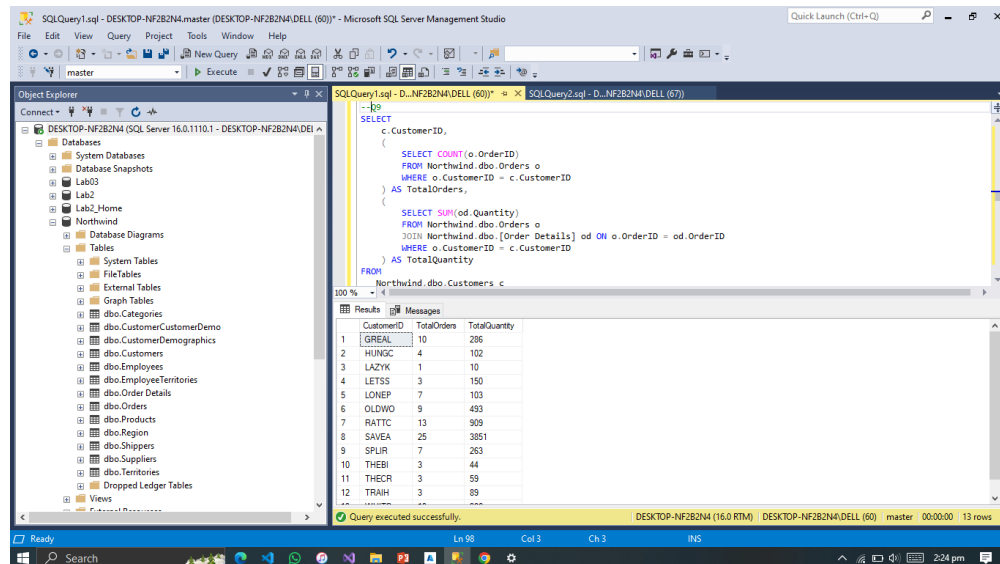 SQLQuery1.sql - DESKTOP-NF2B2N4.master (DESKTOP-NF2B2N4\DELL (60))* - Microsoft SQL Server Management Studio
Quick Launch (Ctrl+Q)
File Edit View Query Project Tools Window Help
New Query
master
Execute
Object Explorer
Connect
DESKTOP-NF2B2N4 (SQL Server 16.0.1110.1 - DESKTOP-NF2B2N4\DEL
Databases
System Databases
Database Snapshots
Lab03
Lab2
Lab2_Home
Northwind
Database Diagrams
Tables
System Tables
FileTables
External Tables
Graph Tables
dbo.Categories
dbo.CustomerCustomerDemo
dbo.CustomerDemographics
dbo.Customers
dbo.Employees
dbo.EmployeeTerritories
dbo.Order Details
dbo.Orders
dbo.Products
dbo.Region
dbo.Shippers
dbo.Suppliers
dbo.Territories
Dropped Ledger Tables
Views
SQLQuery1.sql - D...NF2B2N4\DELL (60))*
SQLQuery2.sql - D...NF2B2N4\DELL (67))
--Q9
SELECT
c.CustomerID,
(
SELECT COUNT(o.OrderID)
FROM Northwind.dbo.Orders o
WHERE o.CustomerID = c.CustomerID
) AS TotalOrders,
(
SELECT SUM(od.Quantity)
FROM Northwind.dbo.Orders o
JOIN Northwind.dbo.[Order Details] od ON o.OrderID = od.OrderID
WHERE o.CustomerID = c.CustomerID
) AS TotalQuantity
FROM
Northwind.dbo.Customers c
100 %
Results Messages
CustomerID TotalOrders TotalQuantity
1 GREAL 10 286
2 HUNGC 4 102
3 LAZYK 1 10
4 LETSS 3 150
5 LONEP 7 103
6 OLDWO 9 493
7 RATTC 13 909
8 SAVEA 25 3851
9 SPLIR 7 263
10 THEBI 3 44
11 THECR 3 59
12 TRAIH 3 89
Query executed successfully.
DESKTOP-NF2B2N4 (16.0 RTM) DESKTOP-NF2B2N4\DELL (60) master 00:00:00 13 rows
Ready
Ln 98 Col 3 Ch 3 INS
Search
2:24 pm